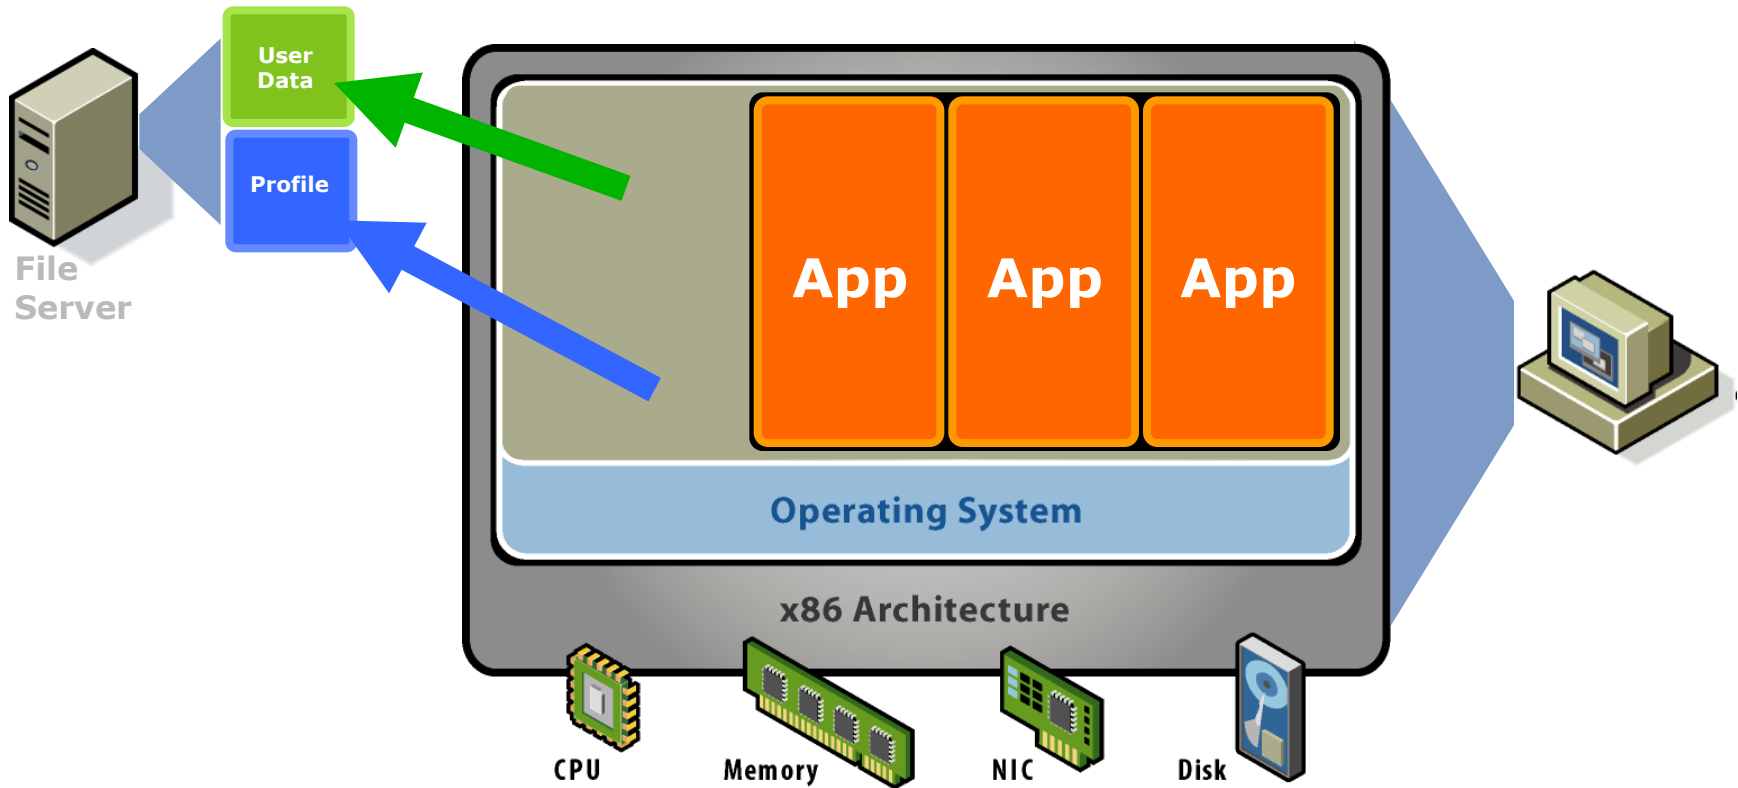 User
Data
Profile
File
Server
App
App
App
Operating System
x86 Architecture
CPU
Memory
NIC
Disk